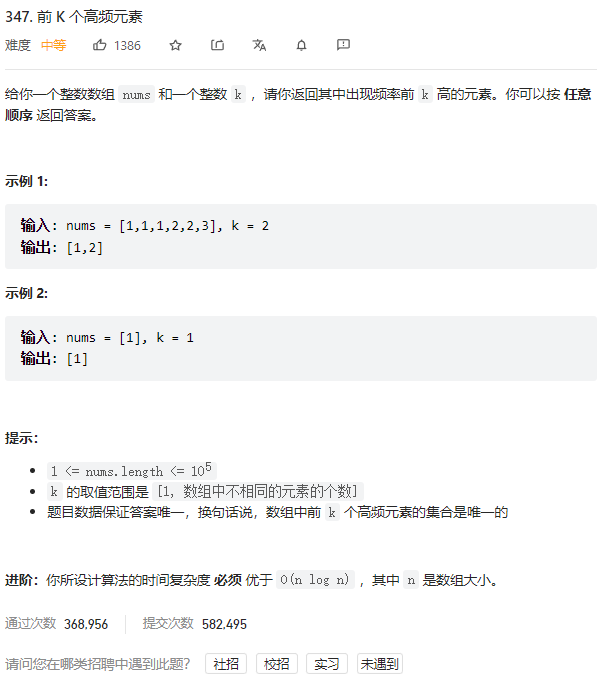 347. 前 K 个高频元素
难度 中等 1386
给你一个整数数组 nums 和一个整数 k ，请你返回其中出现频率前 k 高的元素。你可以按 任意
顺序 返回答案。
示例 1:
输入: nums = [1,1,1,2,2,3], k = 2
输出: [1,2]
示例 2:
输入: nums = [1], k = 1
输出: [1]
提示：
1 <= nums.length <= 10⁵
k 的取值范围是 [1, 数组中不相同的元素的个数]
题目数据保证答案唯一，换句话说，数组中前 k 个高频元素的集合是唯一的
进阶：你所设计算法的时间复杂度 必须 优于 O(n log n) ，其中 n 是数组大小。
通过次数 368,956 提交次数 582,495
请问您在哪类招聘中遇到此题？ 社招 校招 实习 未遇到